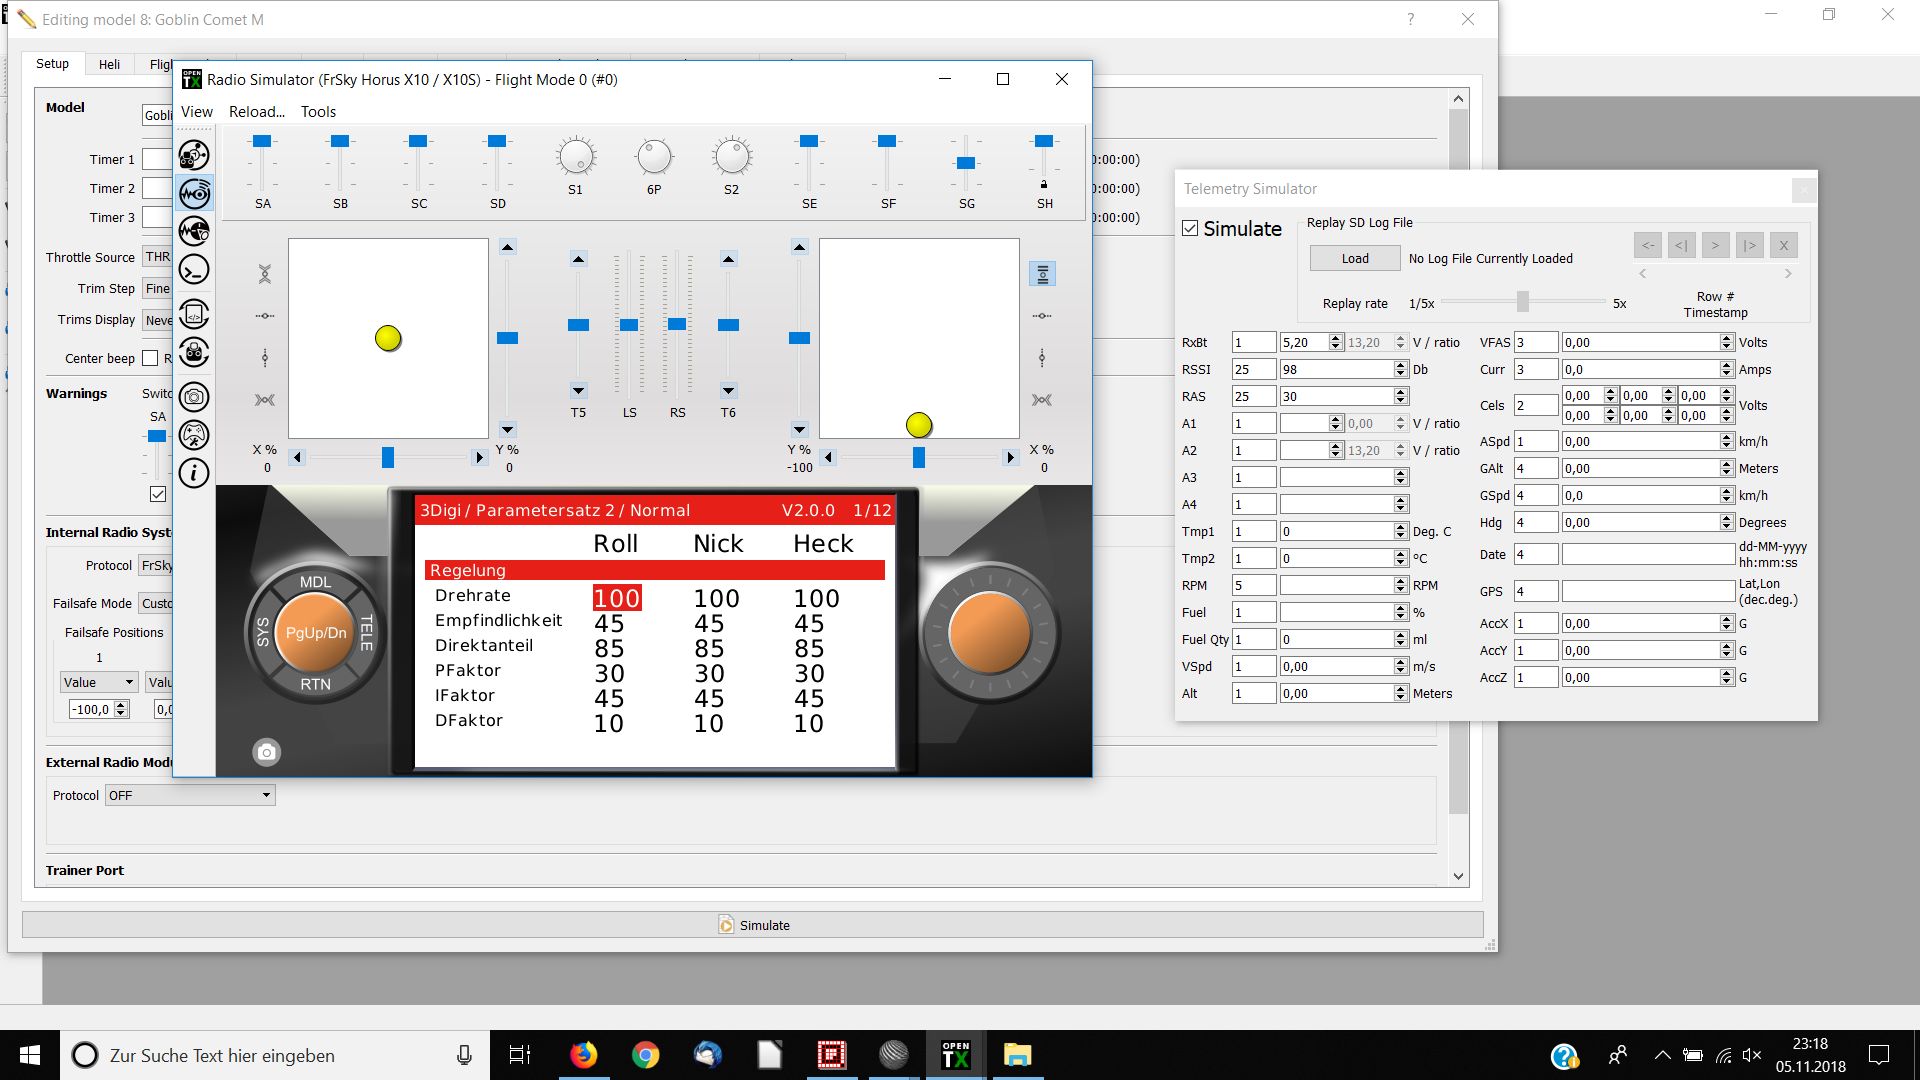 Editing model 8: Goblin Comet M
?
Setup
Heli
Radio Simulator (FrSky Horus X10 / X10S) - Flight Mode 0 (#0)
View
Reload...
Tools
SA
SB
SC
SD
S1
6P
S2
SE
SF
SG
SH
T5
LS
RS
T6
X %
0
Y %
0
Y %
-100
X %
0
MDL
SYS
PgUp/Dn
TELE
RTN
3Digi / Parametersatz 2 / Normal V2.0.0 1/12
Roll Nick Heck
Regelung
Drehrate 100 100 100
Empfindlichkeit 45 45 45
Direktanteil 85 85 85
PFaktor 30 30 30
IFaktor 45 45 45
DFaktor 10 10 10
Model
Timer 1
Timer 2
Timer 3
Throttle Source THR
Trim Step Fine
Trims Display
Center beep R
Warnings
SA
Protocol
Failsafe Mode
Failsafe Positions
1
Value
-100,0
External Radio
Protocol OFF
Trainer Port
Simulate
0:00:00)
0:00:00)
0:00:00)
Telemetry Simulator
Simulate
Replay SD Log File
Load No Log File Currently Loaded
<- <| > |> X
< >
Replay rate 1/5x 5x
Row #
Timestamp
RxBt 1 5,20 13,20 V / ratio
RSSI 25 98 Db
RAS 25 30
A1 1 0,00 V / ratio
A2 1 13,20 V / ratio
A3 1
A4 1
Tmp1 1 0 Deg. C
Tmp2 1 0 ºC
RPM 5 RPM
Fuel 1 %
Fuel Qty 1 0 ml
VSpd 1 0,00 m/s
Alt 1 0,00 Meters
VFAS 3 0,00 Volts
Curr 3 0,0 Amps
Cels 2 0,00 0,00 0,00 Volts
0,00 0,00 0,00
ASpd 1 0,00 km/h
GAlt 4 0,00 Meters
GSpd 4 0,0 km/h
Hdg 4 0,00 Degrees
Date 4 dd-MM-yyyy
hh:mm:ss
GPS 4 Lat,Lon
(dec.deg.)
AccX 1 0,00 G
AccY 1 0,00 G
AccZ 1 0,00 G
Zur Suche Text hier eingeben
OPEN
TX
23:18
05.11.2018